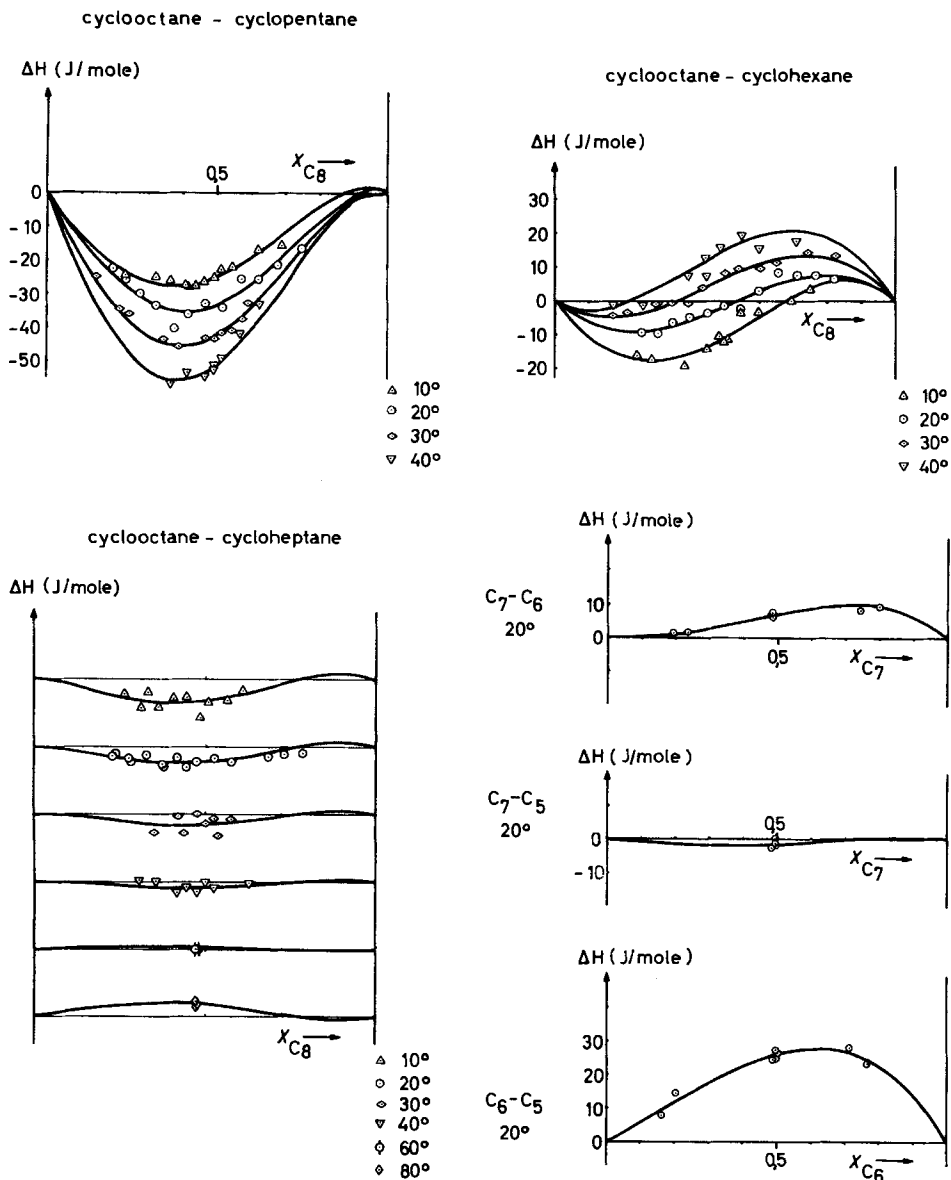 cyclooctane – cyclopentane
ΔH (J/mole)
X C8
0,5
0
-10
-20
-30
-40
-50
△ 10°
○ 20°
◇ 30°
▽ 40°
cyclooctane – cyclohexane
ΔH (J/mole)
30
20
10
0
-10
-20
X C8
△ 10°
○ 20°
◇ 30°
▽ 40°
cyclooctane – cycloheptane
ΔH (J/mole)
X C8
△ 10°
○ 20°
◇ 30°
▽ 40°
60°
80°
ΔH (J/mole)
C7–C6
20°
10
0
0,5
X C7
ΔH (J/mole)
C7–C5
20°
0,5
0
-10
X C7
ΔH (J/mole)
30
20
10
0
C6–C5
20°
0,5
X C6